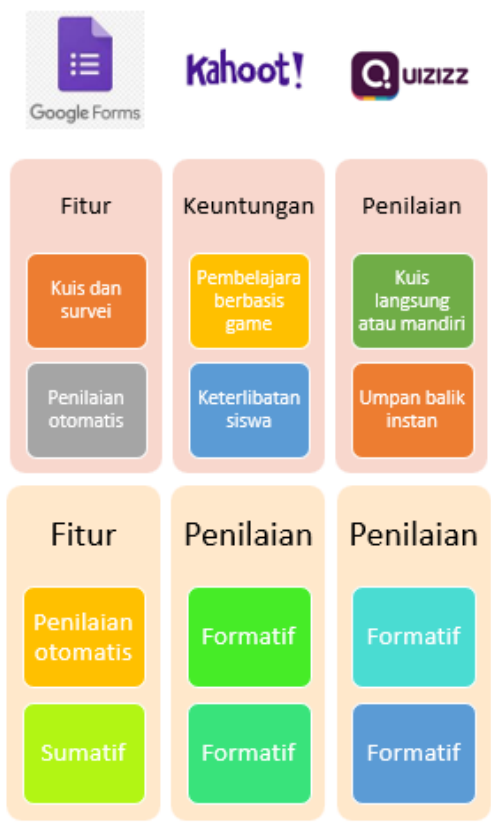 Google Forms
Kahoot!
QUIZIZZ
Fitur
Kuis dan
survei
Penilaian
otomatis
Keuntungan
Pembelajara
berbasis
game
Keterlibatan
siswa
Penilaian
Kuis
langsung
atau mandiri
Umpan balik
instan
Fitur
Penilaian
otomatis
Sumatif
Penilaian
Formatif
Formatif
Penilaian
Formatif
Formatif